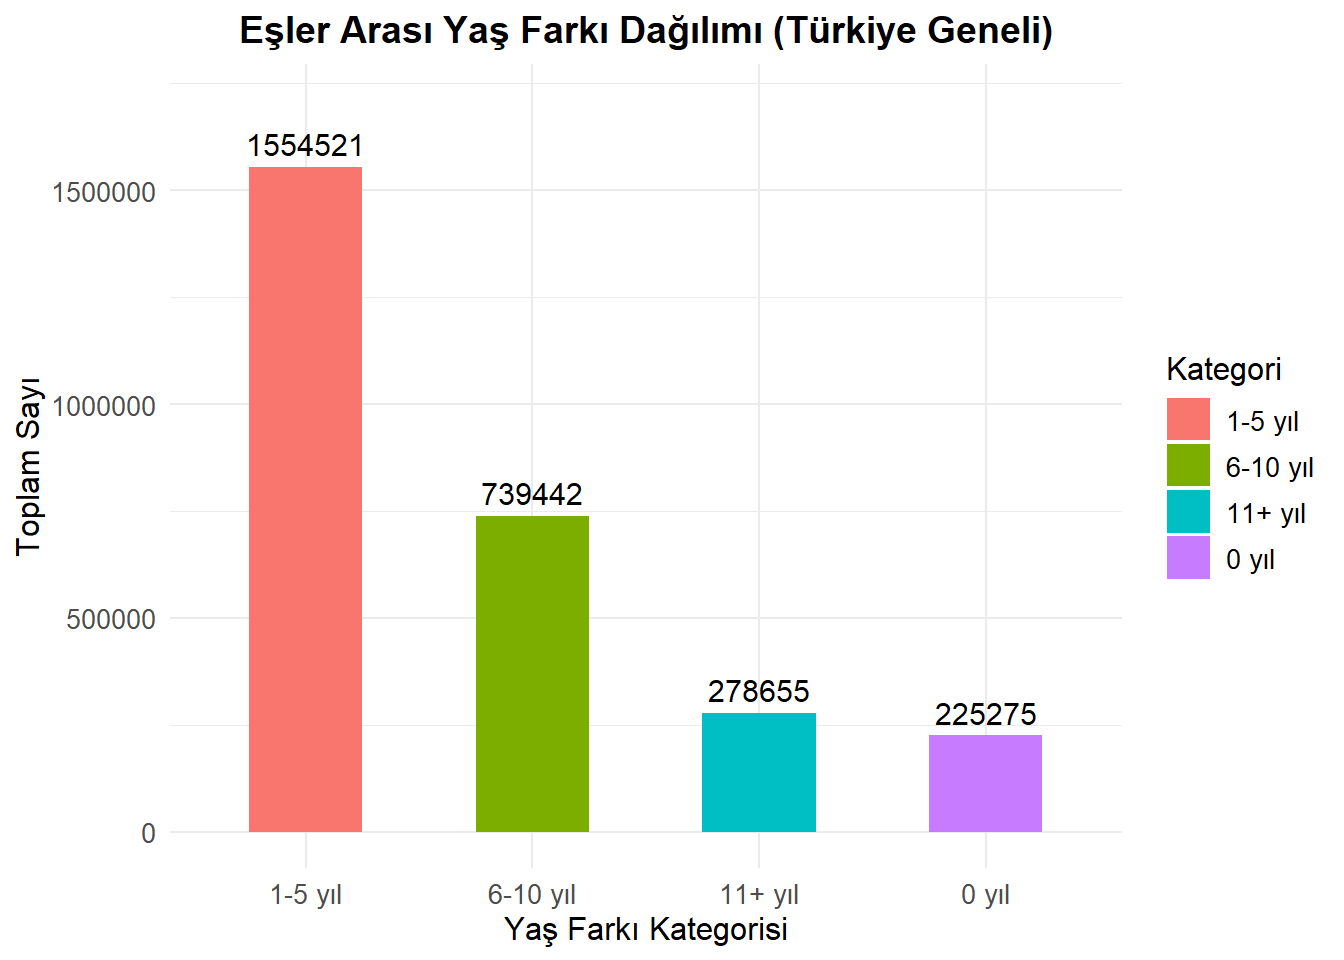 Eşler Arası Yaş Farkı Dağılımı (Türkiye Geneli)
Toplam Sayı
1500000
1000000
500000
0
1554521
739442
278655
225275
1-5 yıl
6-10 yıl
11+ yıl
0 yıl
Yaş Farkı Kategorisi
Kategori
1-5 yıl
6-10 yıl
11+ yıl
0 yıl